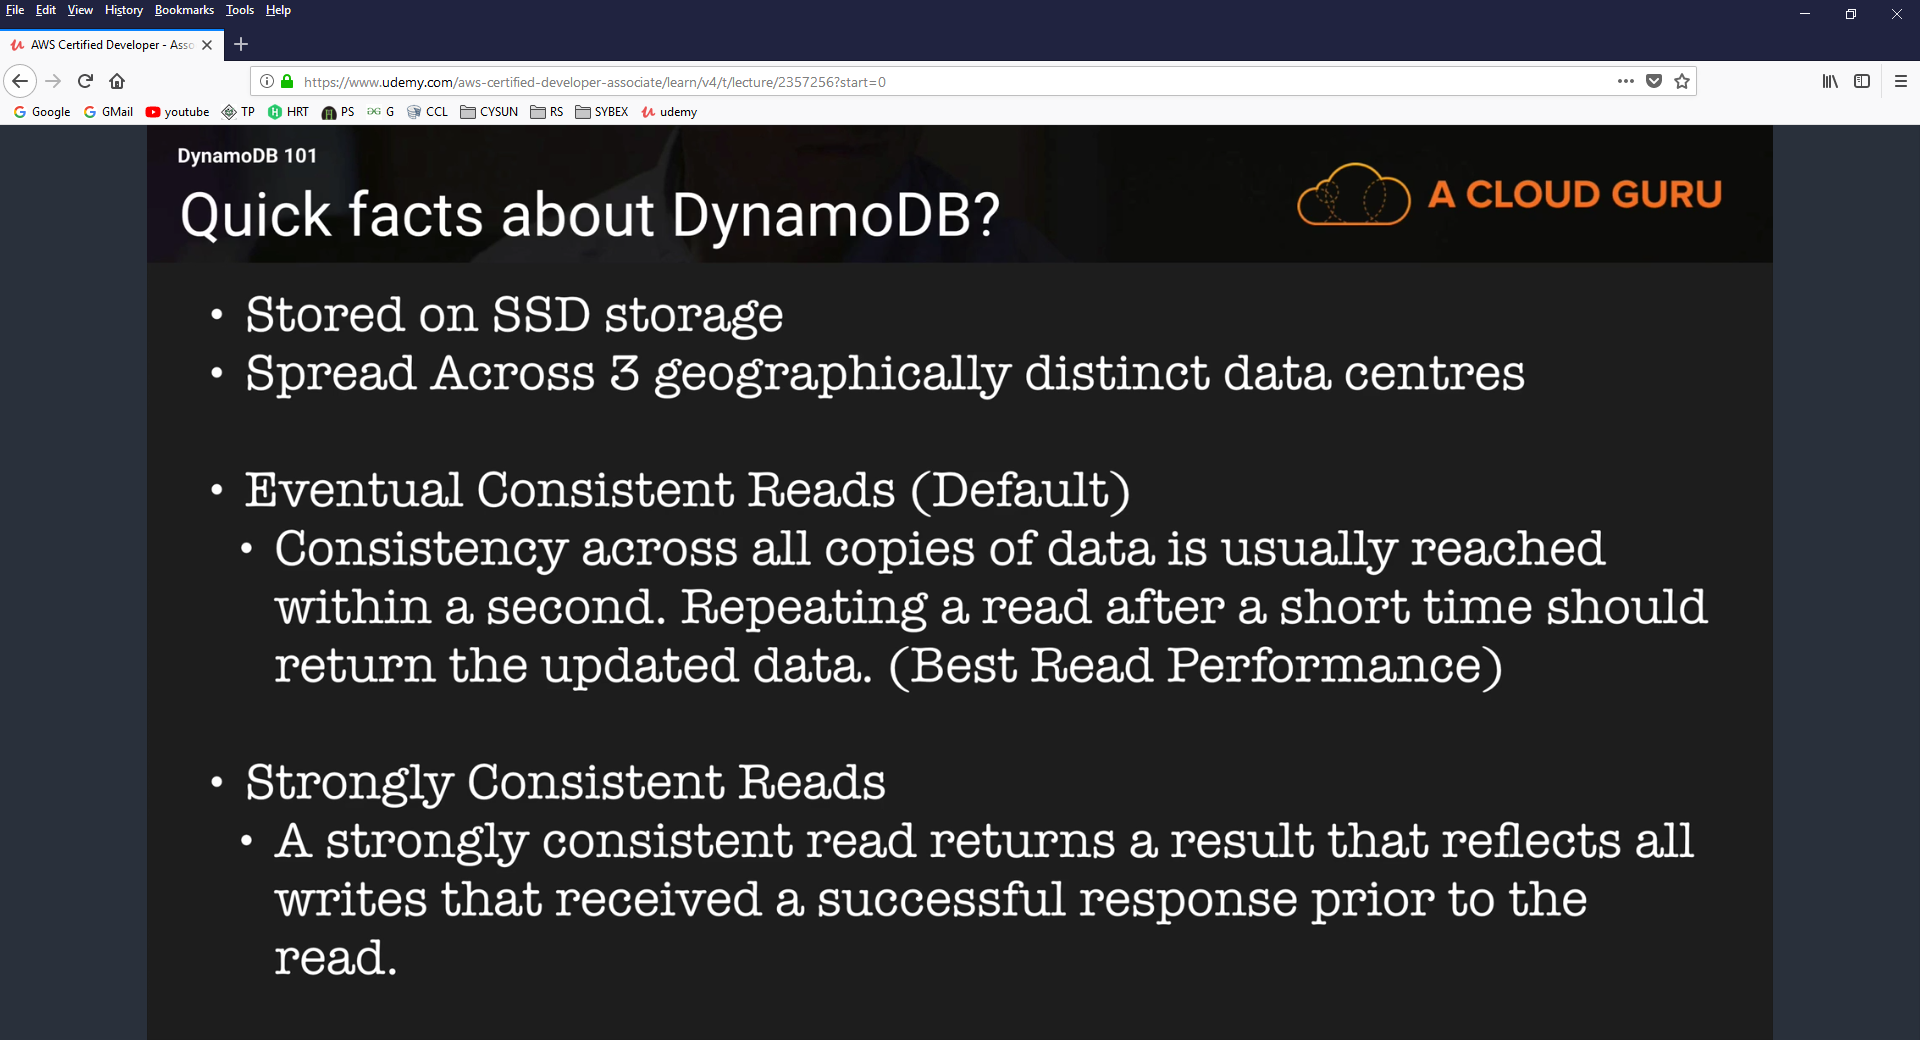 File Edit View History Bookmarks Tools Help
AWS Certified Developer - Asso
https://www.udemy.com/aws-certified-developer-associate/learn/v4/t/lecture/2357256?start=0
Google GMail youtube TP HRT PS G CCL CYSUN RS SYBEX udemy
DynamoDB 101
Quick facts about DynamoDB?
A CLOUD GURU
• Stored on SSD storage
• Spread Across 3 geographically distinct data centres
• Eventual Consistent Reads (Default)
• Consistency across all copies of data is usually reached
within a second. Repeating a read after a short time should
return the updated data. (Best Read Performance)
• Strongly Consistent Reads
• A strongly consistent read returns a result that reflects all
writes that received a successful response prior to the
read.